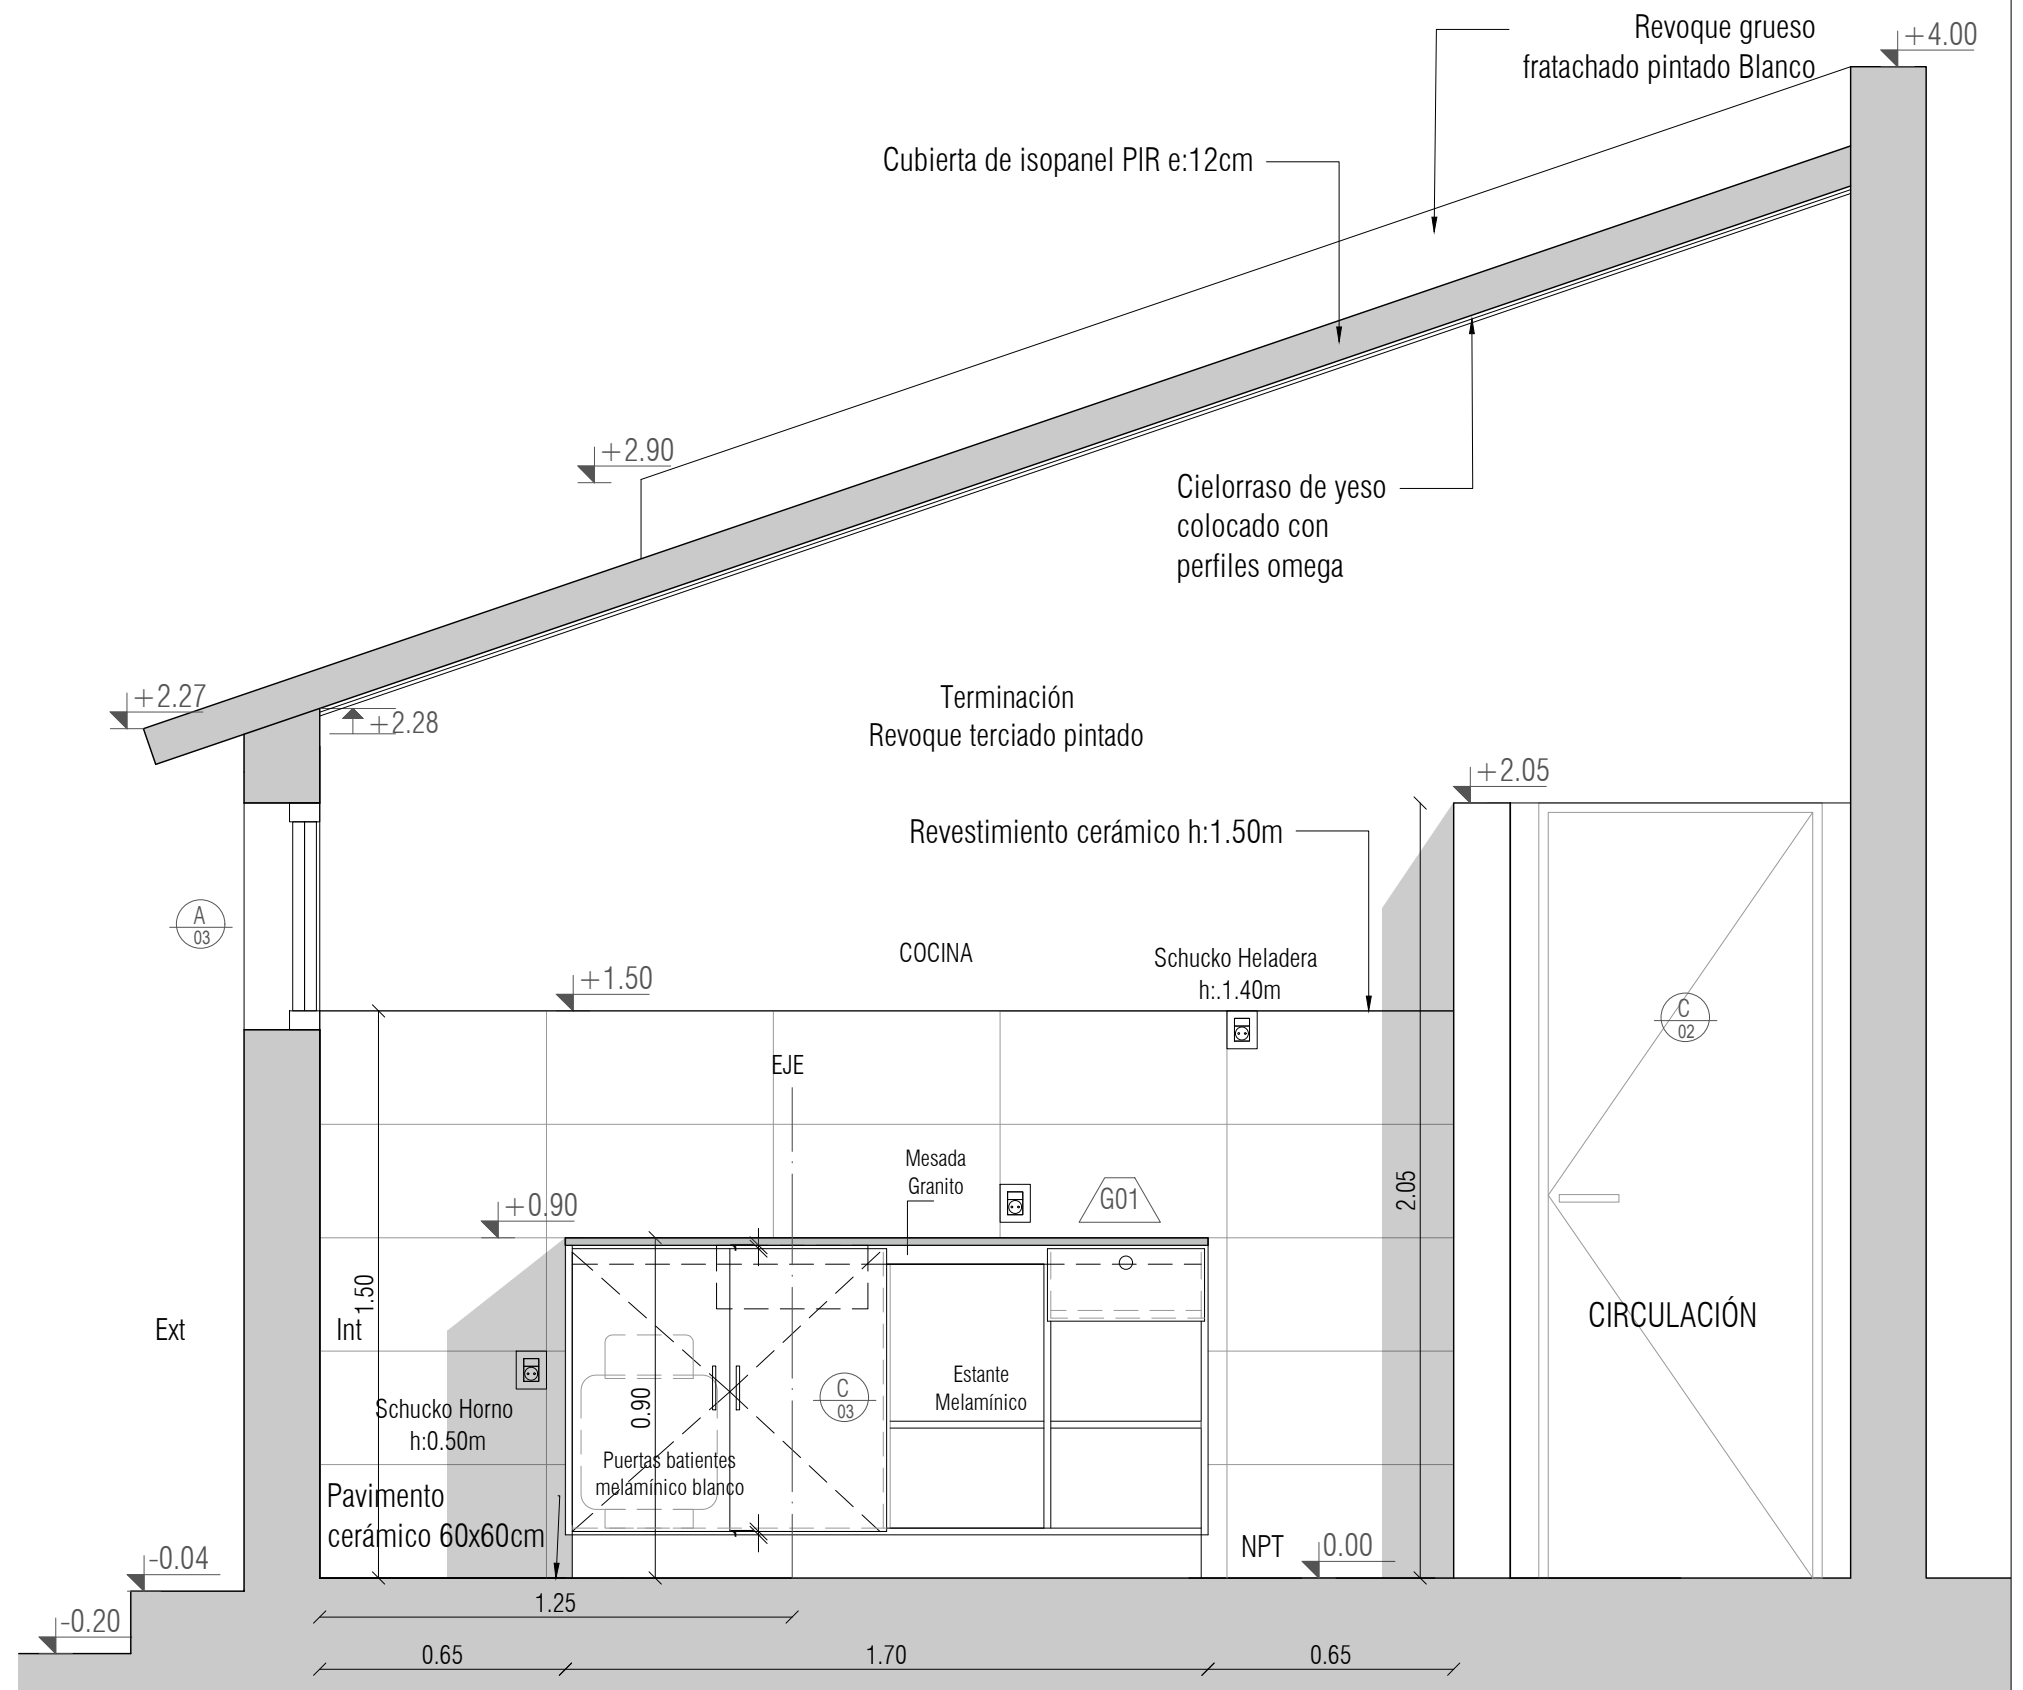 Revoque grueso
fratachado pintado Blanco
+4.00
Cubierta de isopanel PIR e:12cm
+2.90
Cielorraso de yeso
colocado con
perfiles omega
+2.27
+2.28
Terminación
Revoque terciado pintado
+2.05
Revestimiento cerámico h:1.50m
A
03
COCINA
Schucko Heladera
h:.1.40m
+1.50
C
02
EJE
Mesada
Granito
G01
2.05
+0.90
1.50
Ext
Int
CIRCULACIÓN
Schucko Horno
h:0.50m
0.90
C
03
Estante
Melamínico
Puertas batientes
melamínico blanco
Pavimento
cerámico 60x60cm
NPT
0.00
-0.04
-0.20
1.25
0.65
1.70
0.65